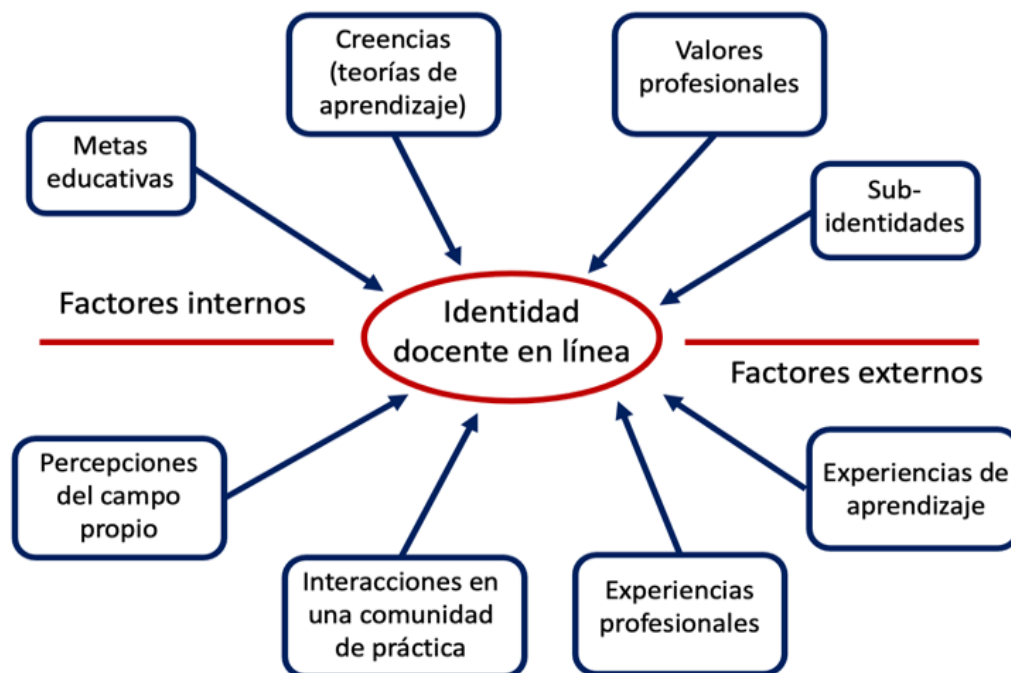 Creencias
(teorías de
aprendizaje)
Valores
profesionales
Metas
educativas
Sub-
identidades
Factores internos
Identidad
docente en línea
Factores externos
Percepciones
del campo
propio
Experiencias de
aprendizaje
Interacciones en
una comunidad
de práctica
Experiencias
profesionales